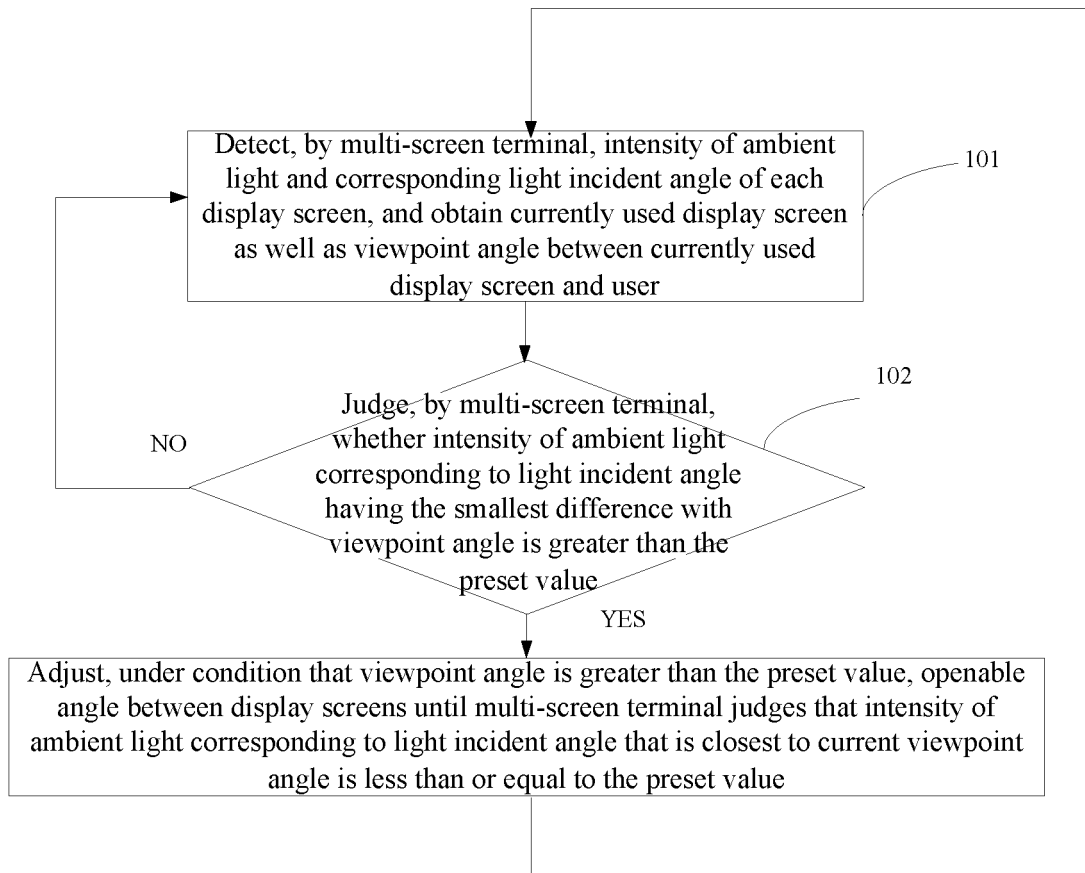 Detect, by multi-screen terminal, intensity of ambient
light and corresponding light incident angle of each
display screen, and obtain currently used display screen
as well as viewpoint angle between currently used
display screen and user
101
102
Judge, by multi-screen terminal,
whether intensity of ambient light
corresponding to light incident angle
having the smallest difference with
viewpoint angle is greater than the
preset value
NO
YES
Adjust, under condition that viewpoint angle is greater than the preset value, openable
angle between display screens until multi-screen terminal judges that intensity of
ambient light corresponding to light incident angle that is closest to current viewpoint
angle is less than or equal to the preset value